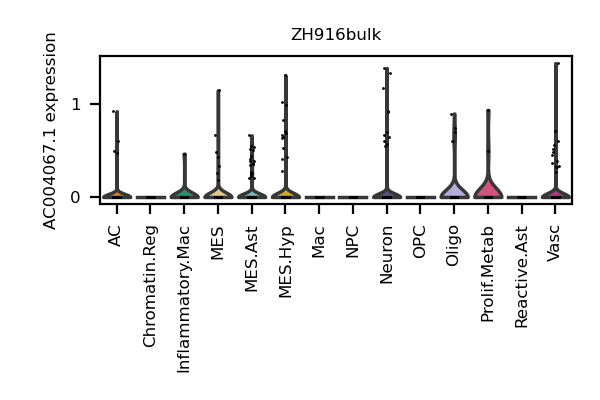 ZH916bulk
AC004067.1 expression
1
0
AC
Chromatin.Reg
Inflammatory.Mac
MES
MES.Ast
MES.Hyp
Mac
NPC
Neuron
OPC
Oligo
Prolif.Metab
Reactive.Ast
Vasc